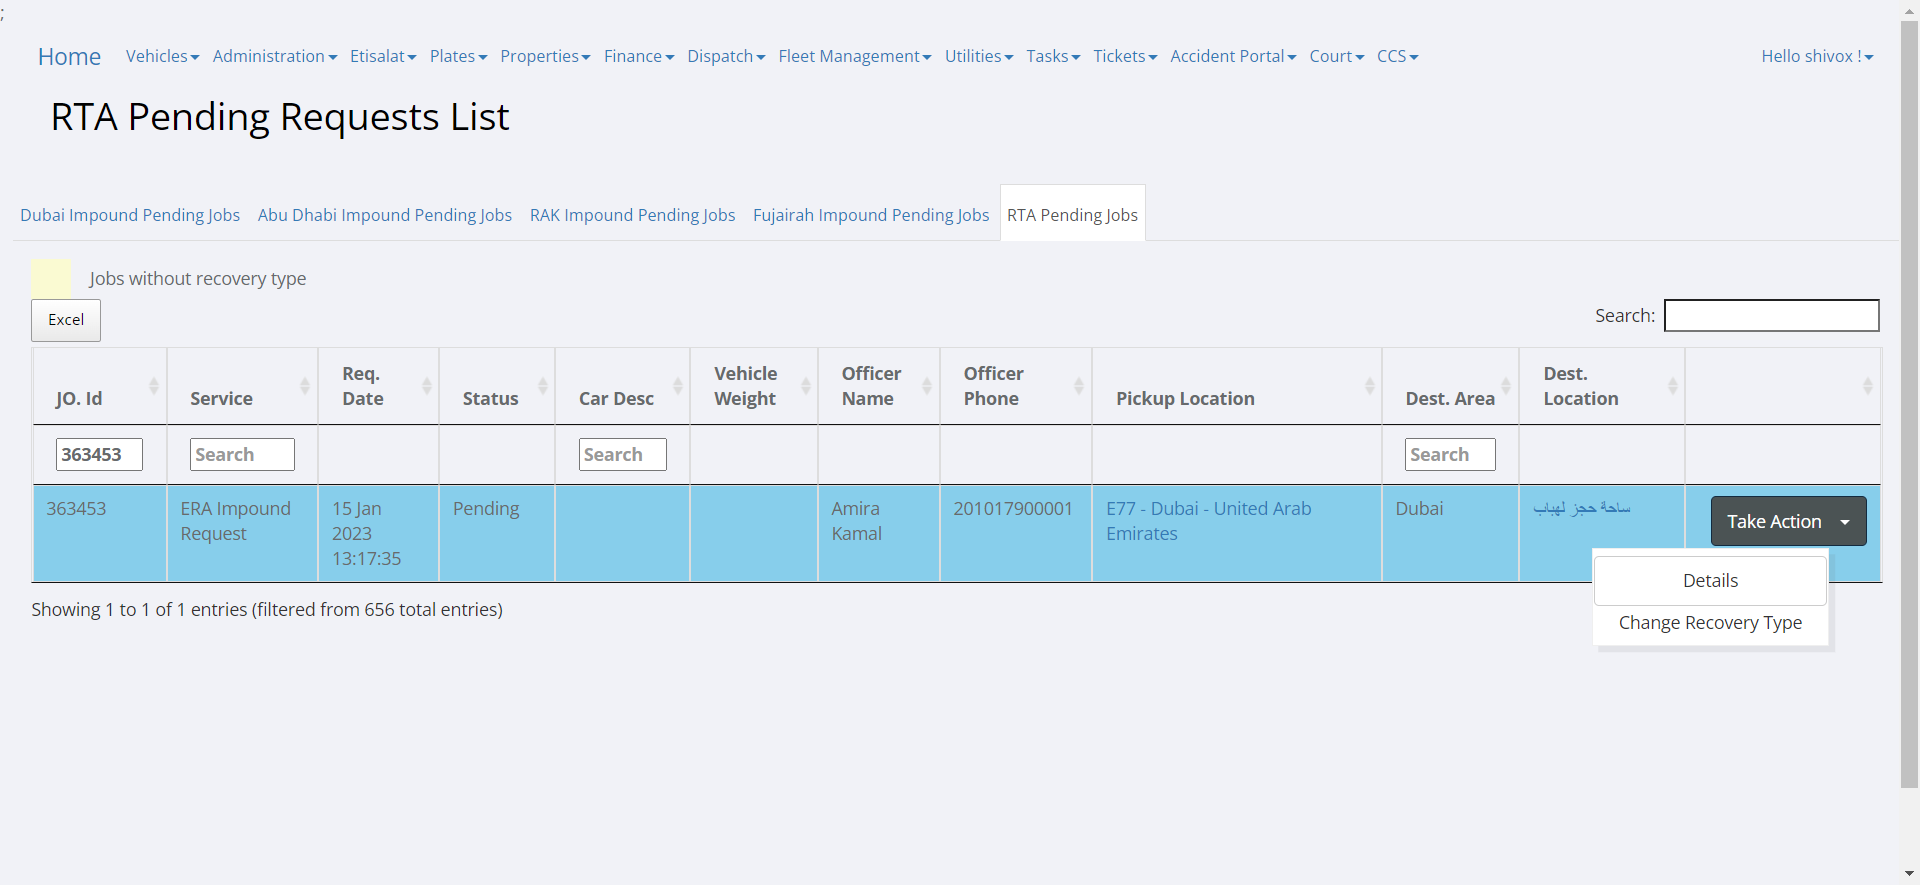 ;
Home Vehicles Administration Etisalat Plates Properties Finance Dispatch Fleet Management Utilities Tasks Tickets Accident Portal Court CCS Hello shivox !
RTA Pending Requests List
Dubai Impound Pending Jobs Abu Dhabi Impound Pending Jobs RAK Impound Pending Jobs Fujairah Impound Pending Jobs RTA Pending Jobs
Jobs without recovery type
Excel
Search:
JO. Id
Service
Req.
Date
Status
Car Desc
Vehicle
Weight
Officer
Name
Officer
Phone
Pickup Location
Dest. Area
Dest.
Location
363453
Search
Search
Search
363453
ERA Impound
Request
15 Jan
2023
13:17:35
Pending
Amira
Kamal
201017900001
E77 - Dubai - United Arab
Emirates
Dubai
ساحة حجز لهباب
Take Action
Details
Change Recovery Type
Showing 1 to 1 of 1 entries (filtered from 656 total entries)